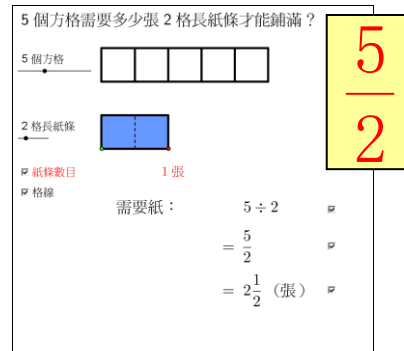 5 個方格需要多少張 2 格長紙條才能鋪滿？
5 個方格
2 格長紙條
紙條數目 1 張
格線
需要紙： 5 ÷ 2
= 5/2
= 2 1/2 （張）
5/2